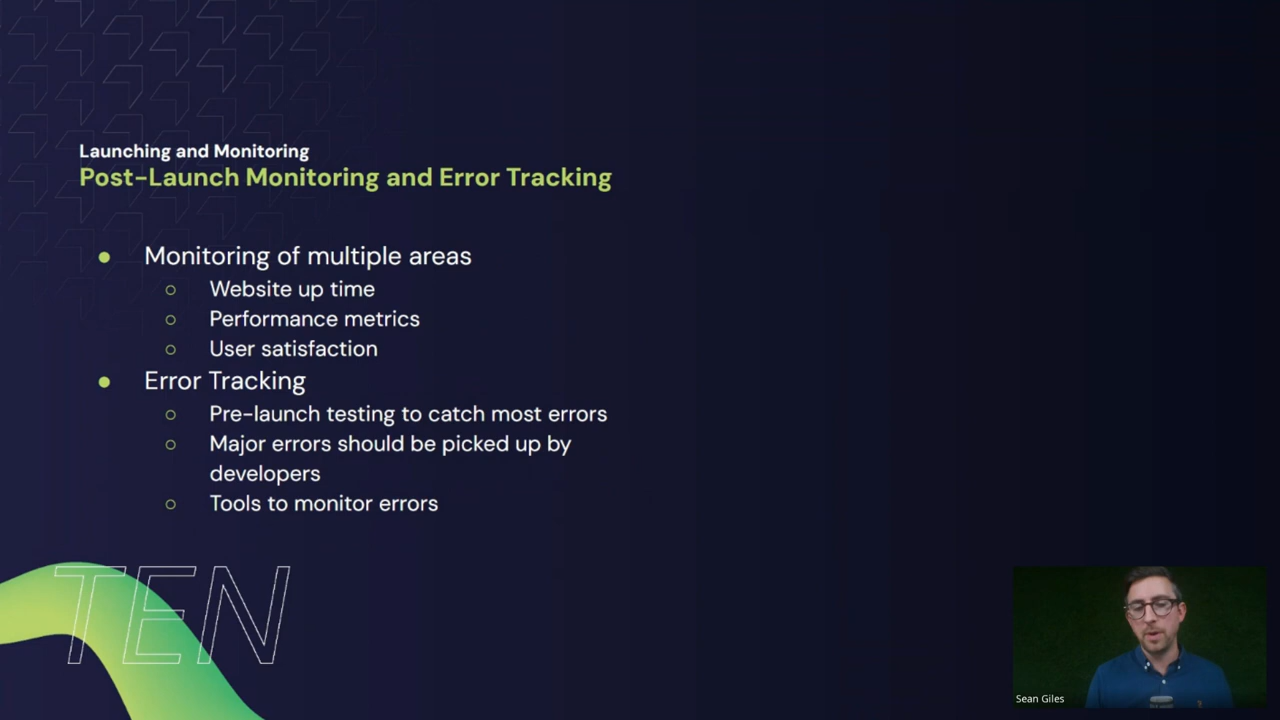 Launching and Monitoring
Post-Launch Monitoring and Error Tracking
● Monitoring of multiple areas
○ Website up time
○ Performance metrics
○ User satisfaction
● Error Tracking
○ Pre-launch testing to catch most errors
○ Major errors should be picked up by
developers
○ Tools to monitor errors
TEN
Sean Giles